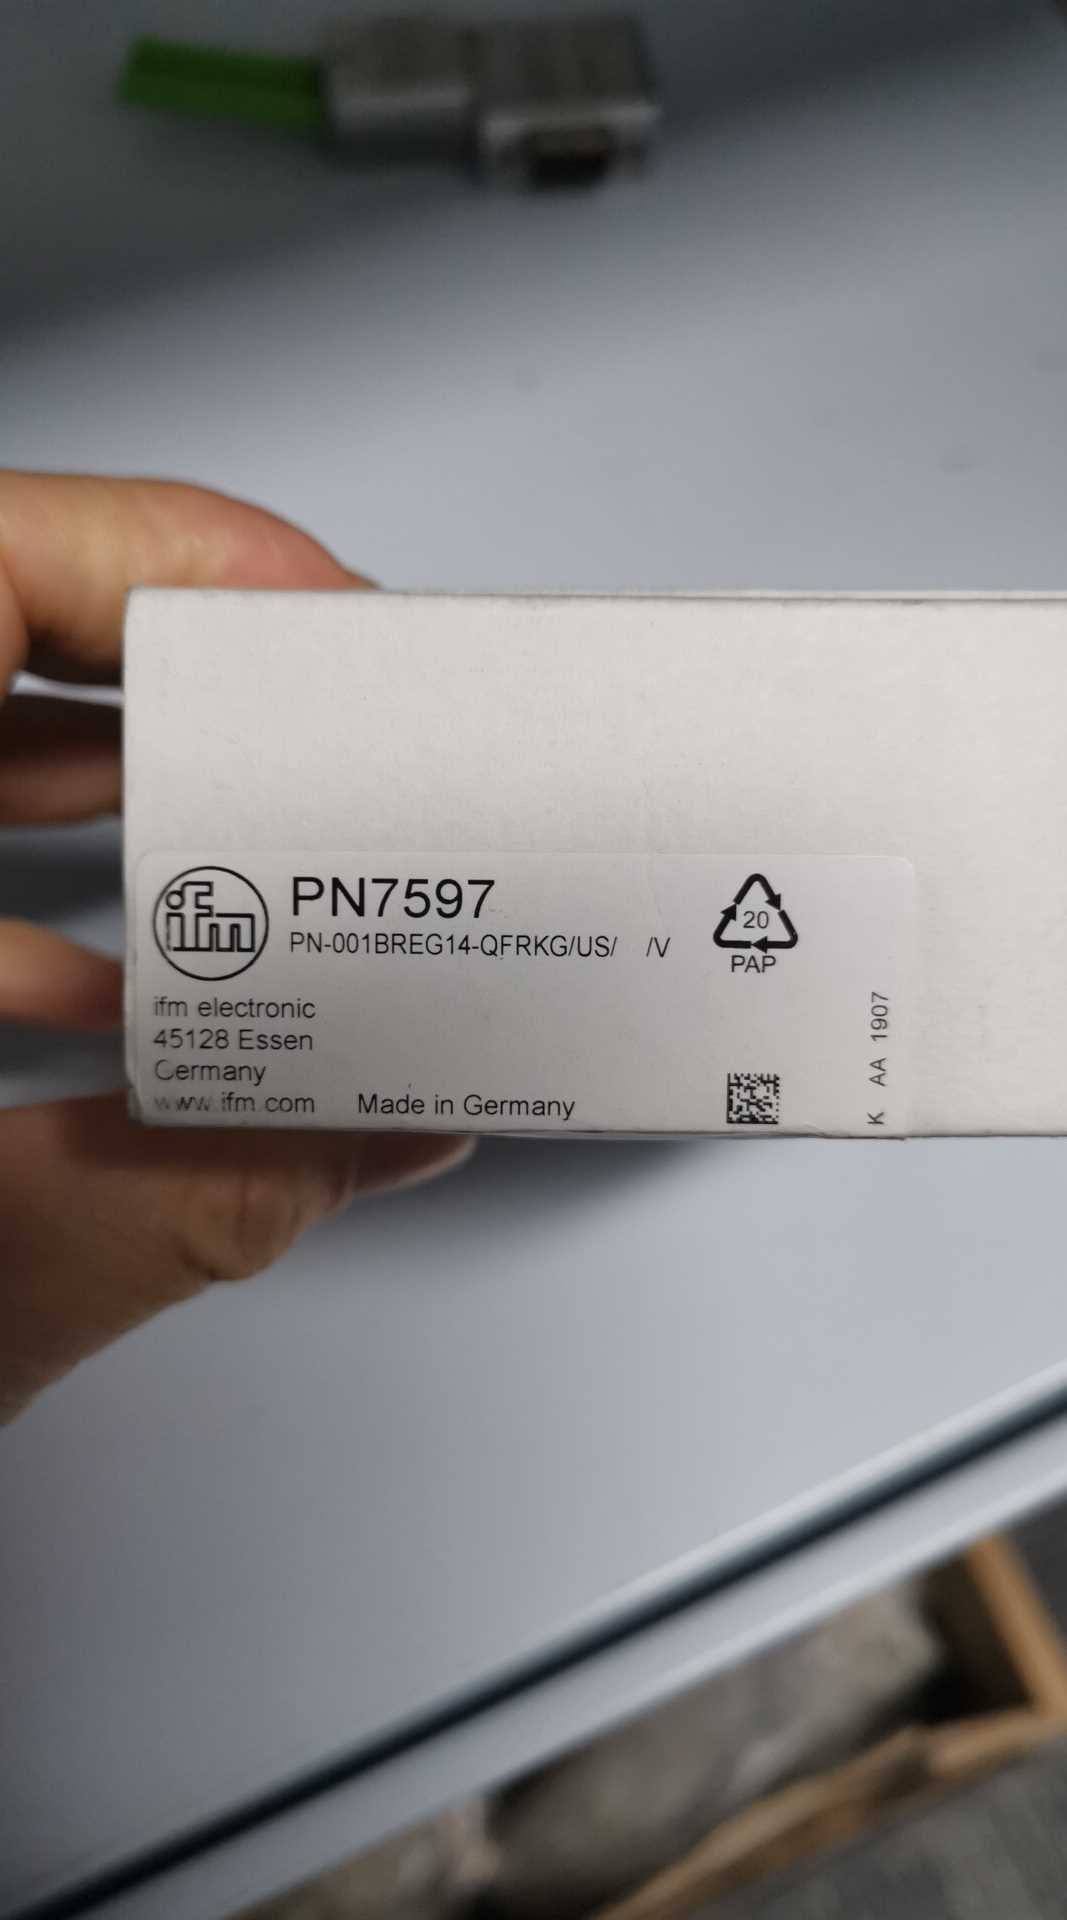 ifm
PN7597
PN-001BREG14-QFRKG/US/ /V
20
PAP
ifm electronic
45128 Essen
Germany
www.ifm.com
Made in Germany
K AA 1907